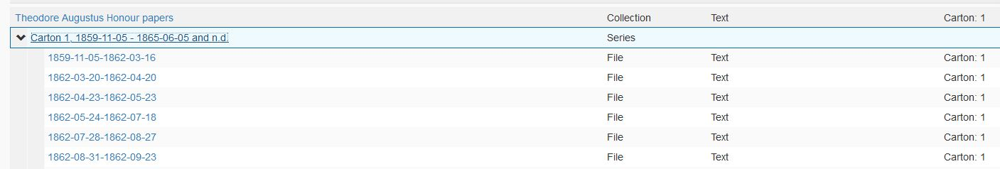 Theodore Augustus Honour papers Collection Text Carton: 1
Carton 1, 1859-11-05 - 1865-06-05 and n.d. Series
1859-11-05-1862-03-16 File Text Carton: 1
1862-03-20-1862-04-20 File Text Carton: 1
1862-04-23-1862-05-23 File Text Carton: 1
1862-05-24-1862-07-18 File Text Carton: 1
1862-07-28-1862-08-27 File Text Carton: 1
1862-08-31-1862-09-23 File Text Carton: 1